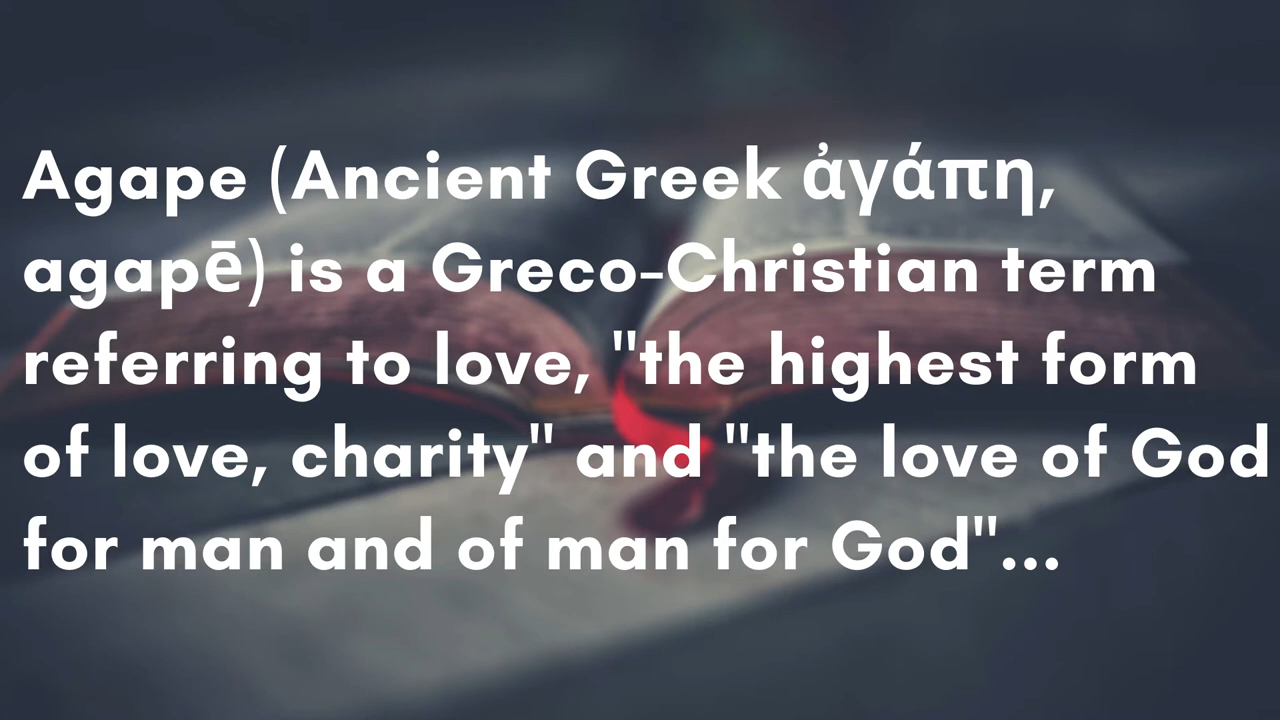 Agape (Ancient Greek ἀγάπη,
agapē) is a Greco-Christian term
referring to love, "the highest form
of love, charity" and "the love of God
for man and of man for God"...